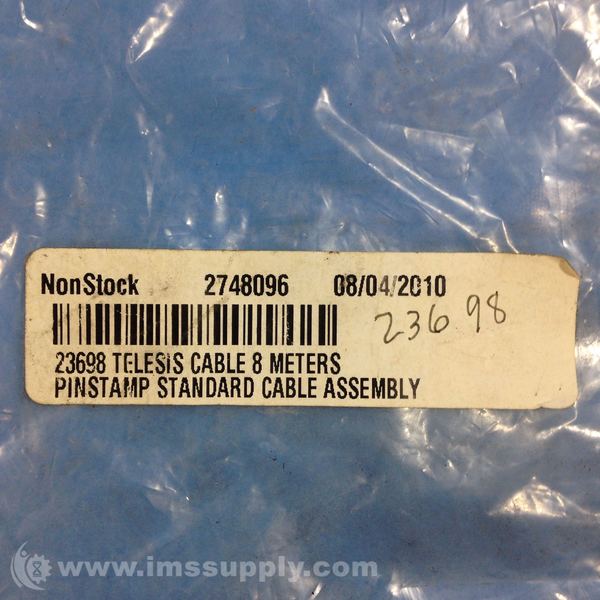 NonStock 2748096 08/04/2010
23698
23698 TELESIS CABLE 8 METERS
PINSTAMP STANDARD CABLE ASSEMBLY
www.imssupply.com